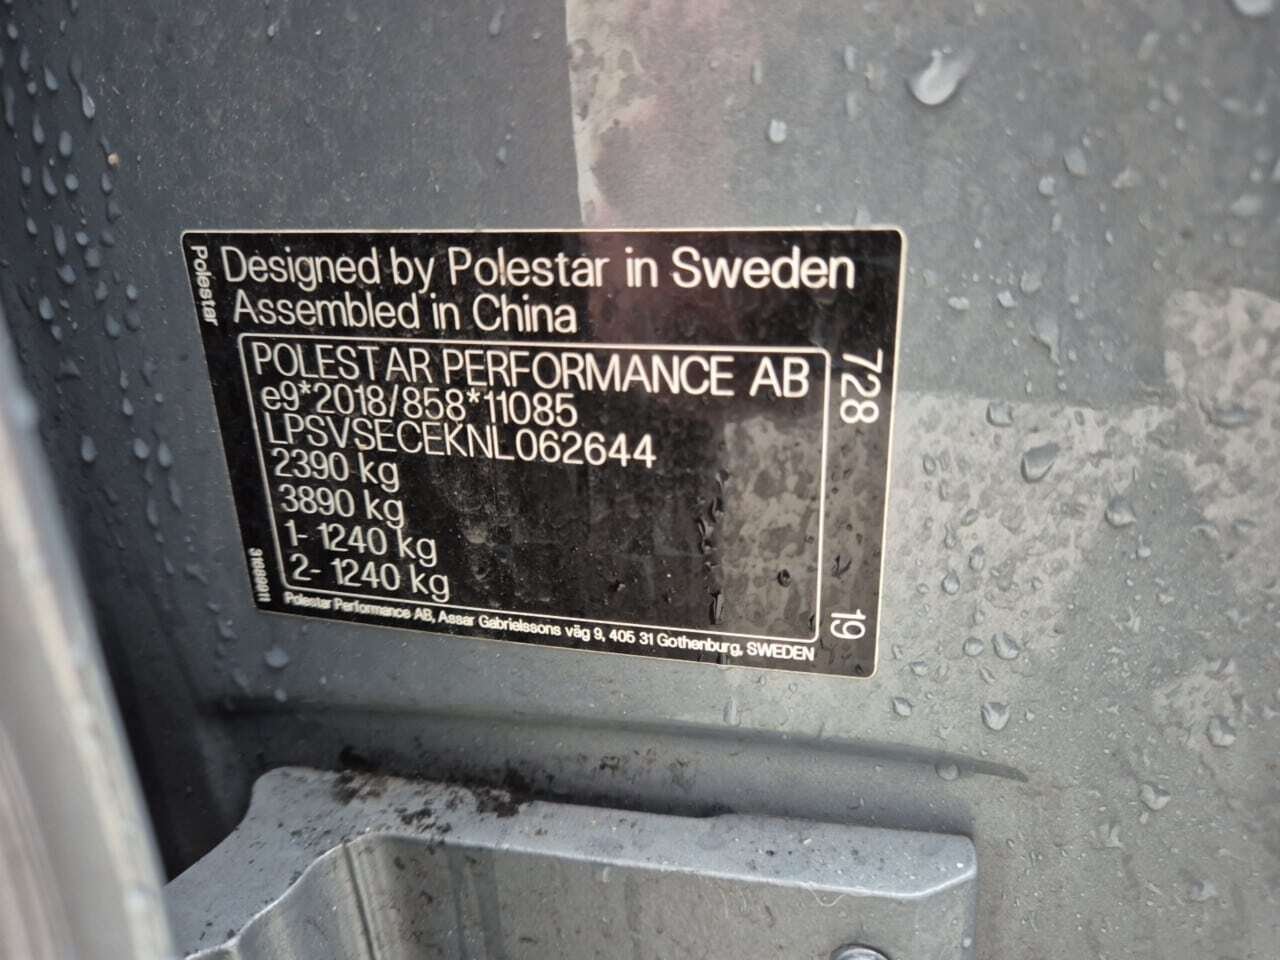 Polestar
Designed by Polestar in Sweden
Assembled in China
POLESTAR PERFORMANCE AB
e9*2018/858*11085
LPSVSECEKNL062644
2390 kg
3890 kg
1- 1240 kg
2- 1240 kg
728
19
31689911
Polestar Performance AB, Assar Gabrielssons väg 9, 405 31 Gothenburg, SWEDEN